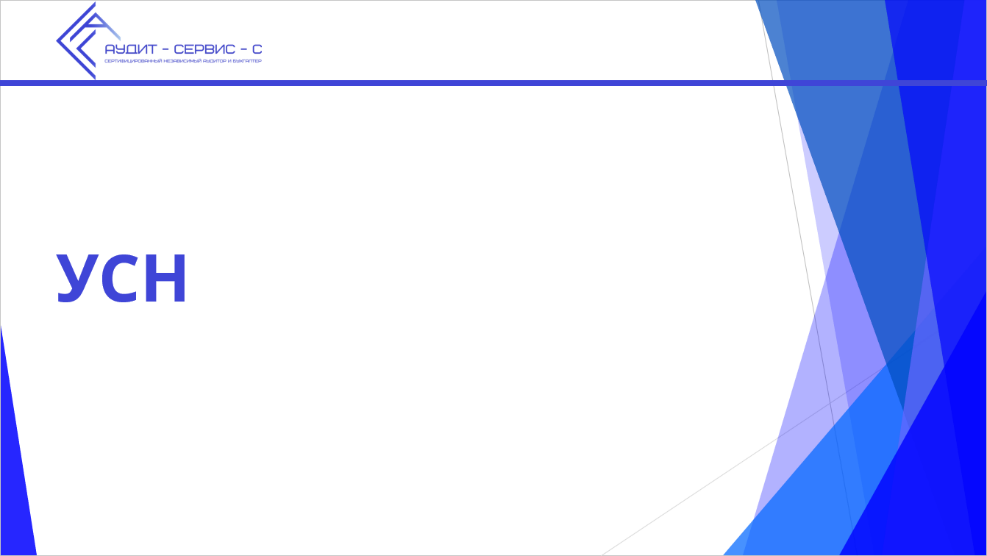 АУДИТ - СЕРВИС - С
СЕРТИФИЦИРОВАННЫЙ НЕЗАВИСИМЫЙ АУДИТОР И БУХГАЛТЕР
УСН